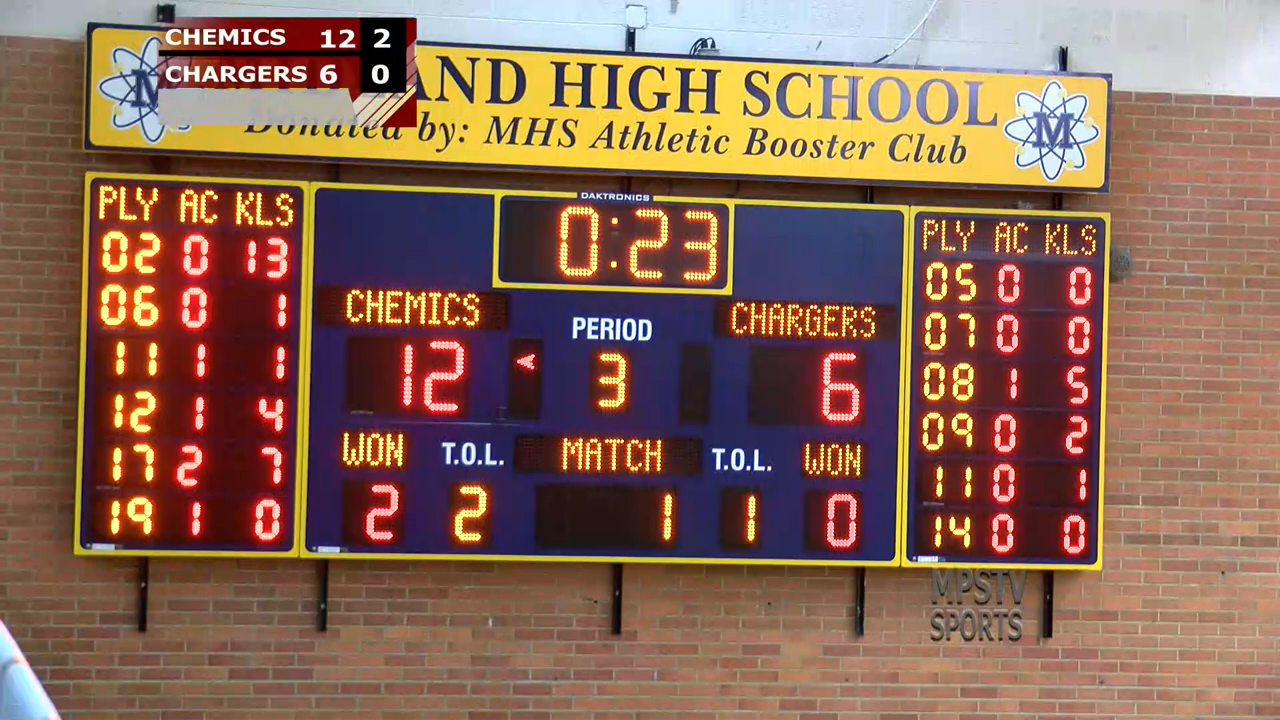 CHEMICS 12 2
CHARGERS 6 0
AND HIGH SCHOOL
Donated by: MHS Athletic Booster Club
M
M
DAKTRONICS
PLY AC KLS
02 0 13
06 0 1
11 1 1
12 1 4
17 2 7
19 1 0
0:23
CHEMICS
PERIOD
CHARGERS
12
3
6
WON
T.O.L.
MATCH
T.O.L.
WON
2
2
1
1
0
PLY AC KLS
05 0 0
07 0 0
08 1 5
09 0 2
11 0 1
14 0 0
MPSTV
SPORTS